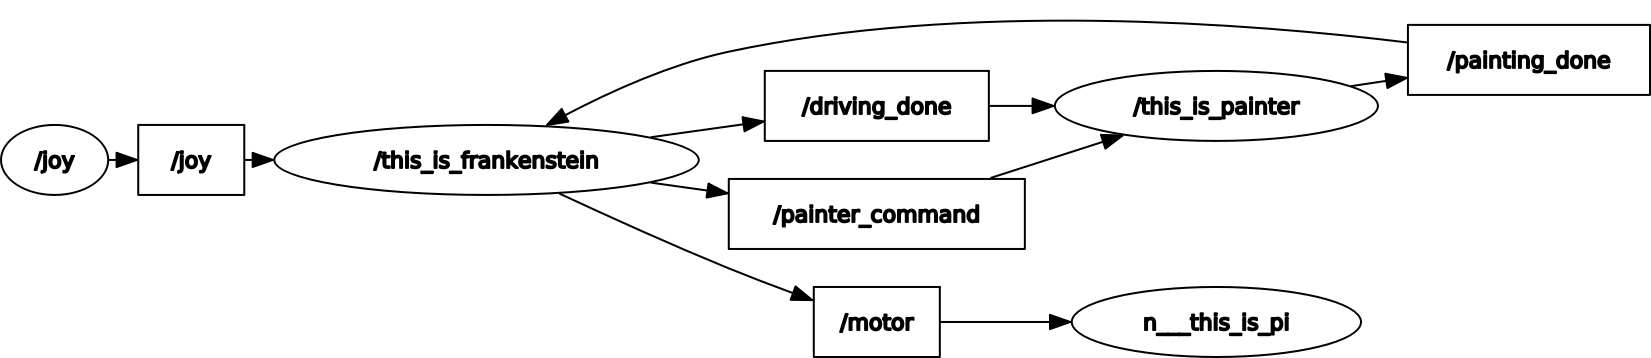 /joy
/joy
/this_is_frankenstein
/driving_done
/painter_command
/motor
/this_is_painter
n___this_is_pi
/painting_done